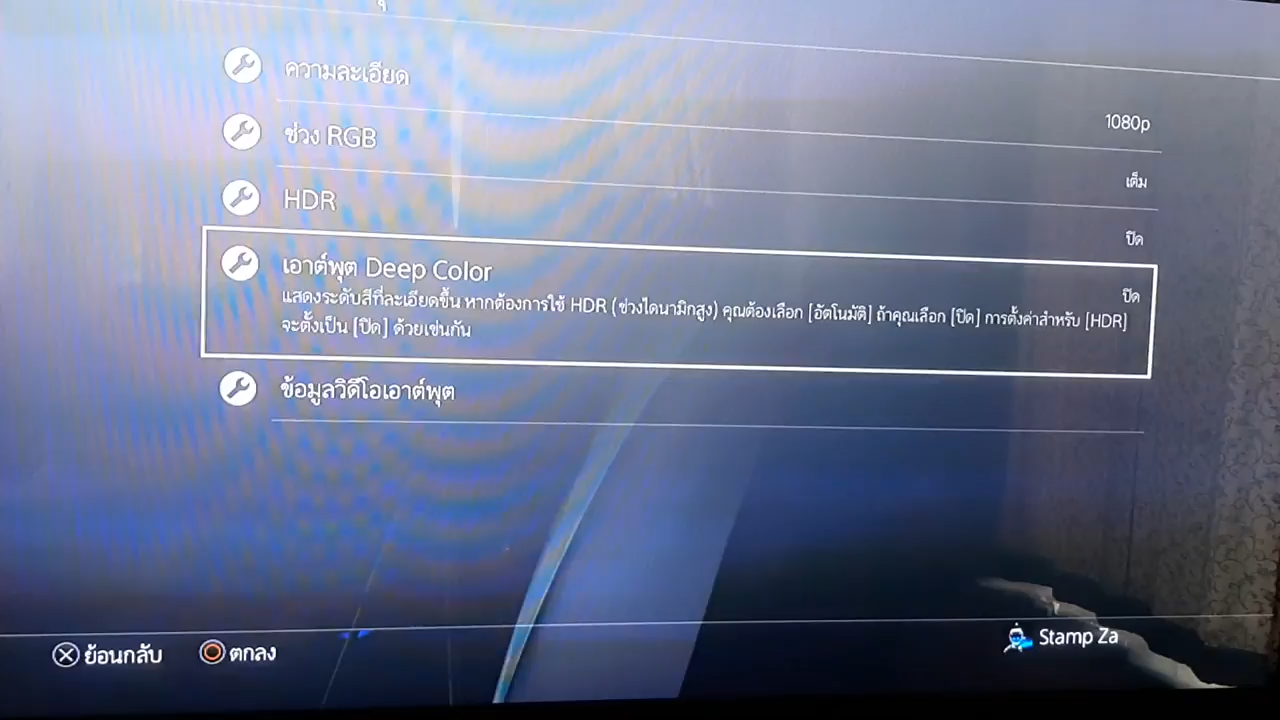 ความละเอียด
1080p
ช่วง RGB
เต็ม
HDR
ปิด
เอาต์พุต Deep Color
ปิด
แสดงระดับสีที่ละเอียดขึ้น หากต้องการใช้ HDR (ช่วงไดนามิกสูง) คุณต้องเลือก [อัตโนมัติ] ถ้าคุณเลือก [ปิด] การตั้งค่าสำหรับ [HDR]
จะตั้งเป็น [ปิด] ด้วยเช่นกัน
ข้อมูลวิดีโอเอาต์พุต
ย้อนกลับ
ตกลง
Stamp Za